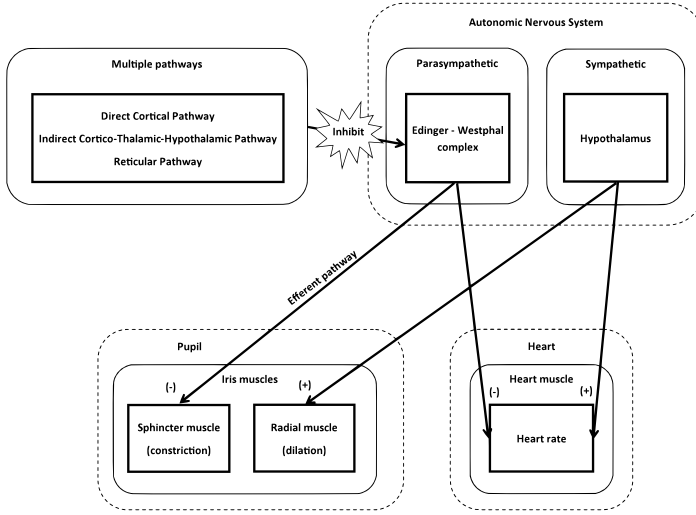 Autonomic Nervous System
Multiple pathways
Parasympathetic
Sympathetic
Direct Cortical Pathway
Indirect Cortico-Thalamic-Hypothalamic Pathway
Reticular Pathway
Inhibit
Edinger - Westphal
complex
Hypothalamus
Efferent pathway
Pupil
Heart
Iris muscles
Heart muscle
(-)
(+)
(-)
(+)
Sphincter muscle
(constriction)
Radial muscle
(dilation)
Heart rate